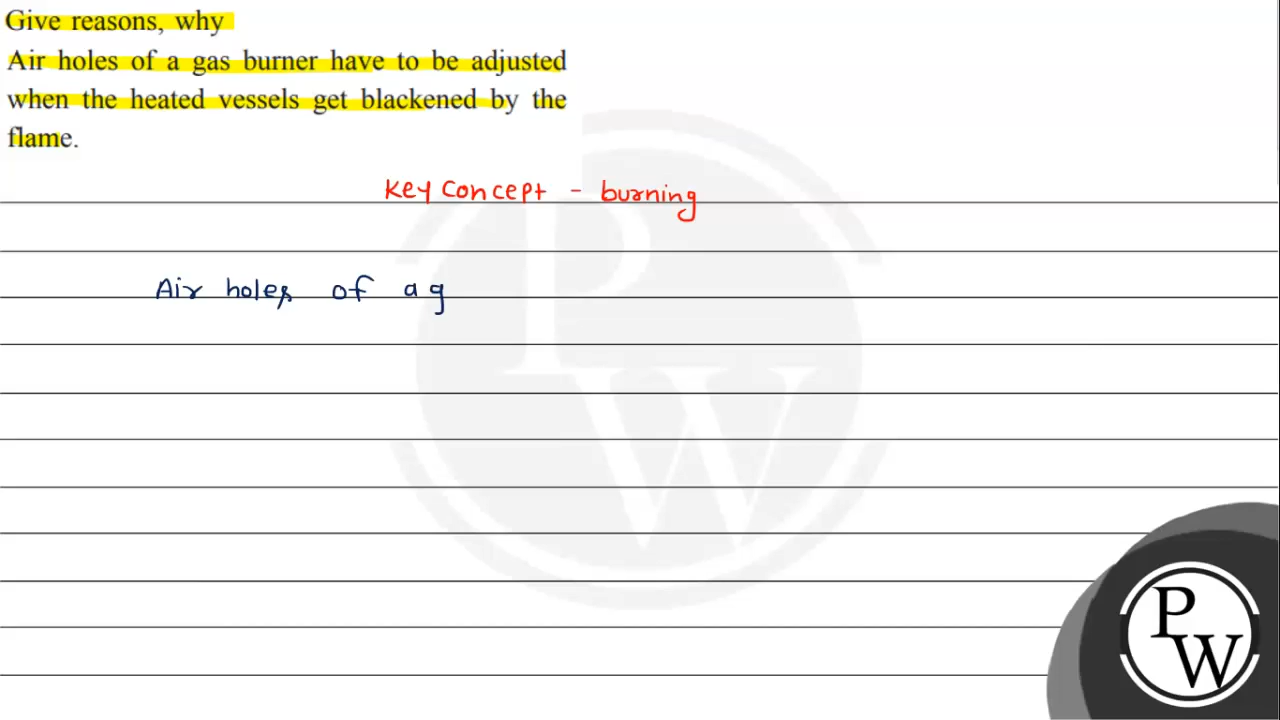 Give reasons, why
Air holes of a gas burner have to be adjusted
when the heated vessels get blackened by the
flame.
Key Concept - burning
Air holes of a g
PW